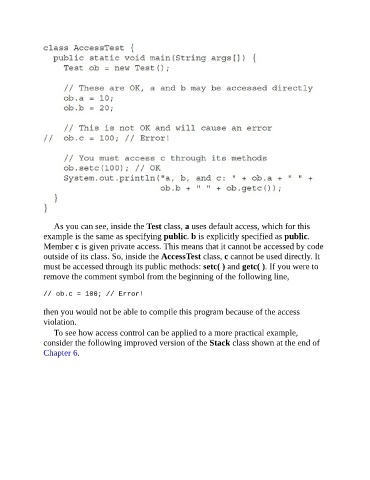 class AccessTest {
public static void main(String args[]) {
Test ob = new Test();
// These are OK, a and b may be accessed directly
ob.a = 10;
ob.b = 20;
// This is not OK and will cause an error
// ob.c = 100; // Error!
// You must access c through its methods
ob.setc(100); // OK
System.out.println("a, b, and c: " + ob.a + " " +
ob.b + " " + ob.getc());
}
}
As you can see, inside the Test class, a uses default access, which for this
example is the same as specifying public. b is explicitly specified as public.
Member c is given private access. This means that it cannot be accessed by code
outside of its class. So, inside the AccessTest class, c cannot be used directly. It
must be accessed through its public methods: setc( ) and getc( ). If you were to
remove the comment symbol from the beginning of the following line,
// ob.c = 100; // Error!
then you would not be able to compile this program because of the access
violation.
To see how access control can be applied to a more practical example,
consider the following improved version of the Stack class shown at the end of
Chapter 6.